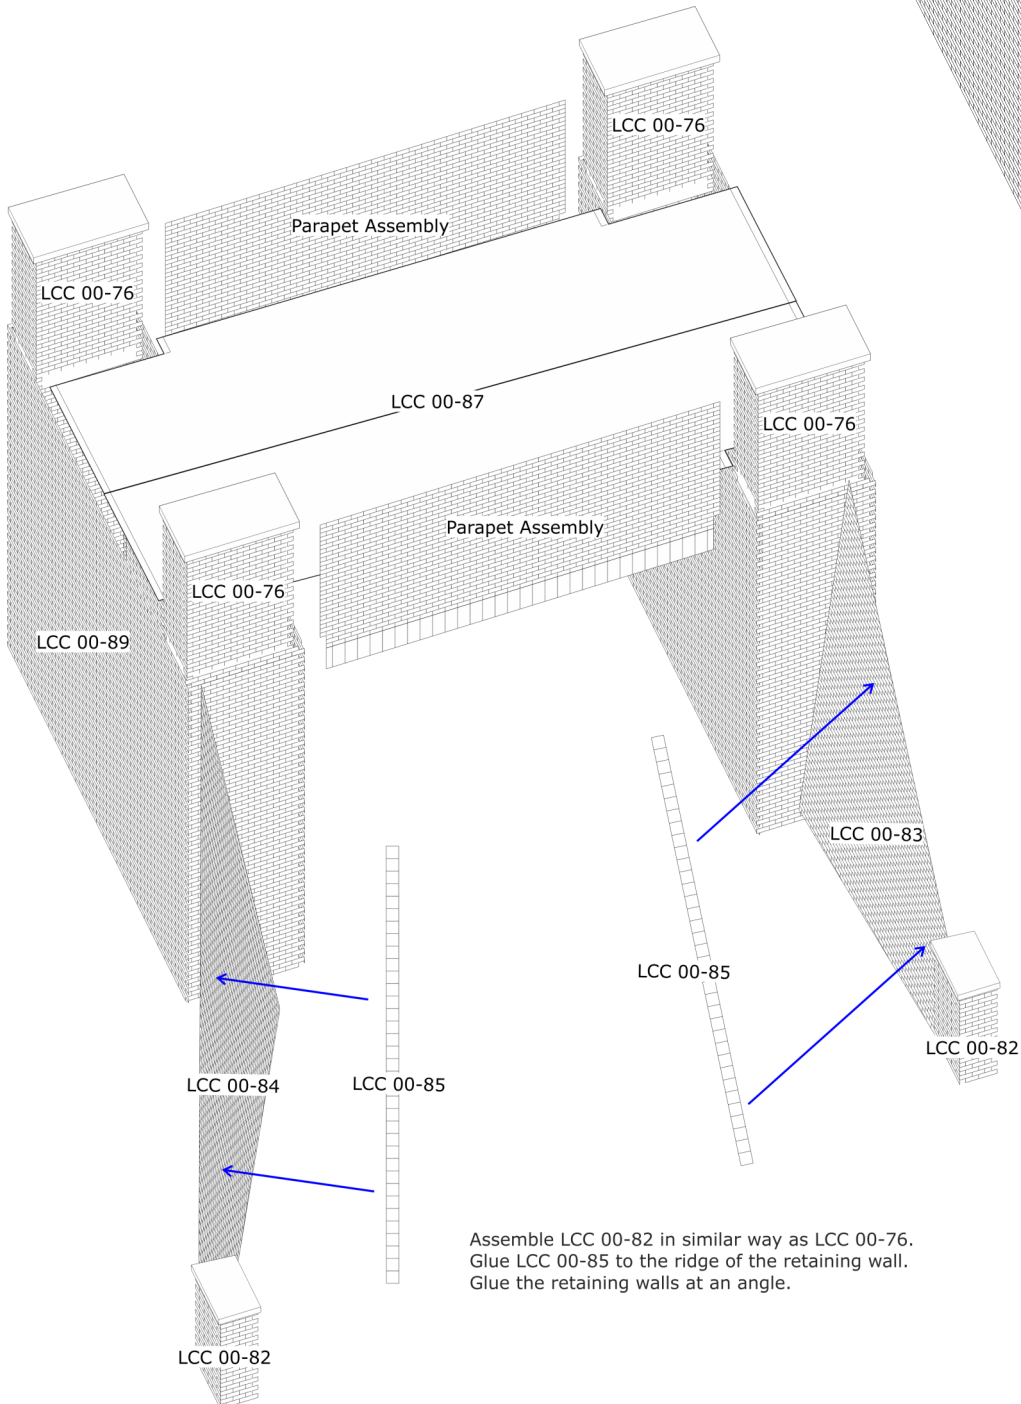 LCC 00-76
Parapet Assembly
LCC 00-76
LCC 00-87
LCC 00-76
Parapet Assembly
LCC 00-76
LCC 00-89
LCC 00-83
LCC 00-85
LCC 00-82
LCC 00-84
LCC 00-85
Assemble LCC 00-82 in similar way as LCC 00-76.
Glue LCC 00-85 to the ridge of the retaining wall.
Glue the retaining walls at an angle.
LCC 00-82